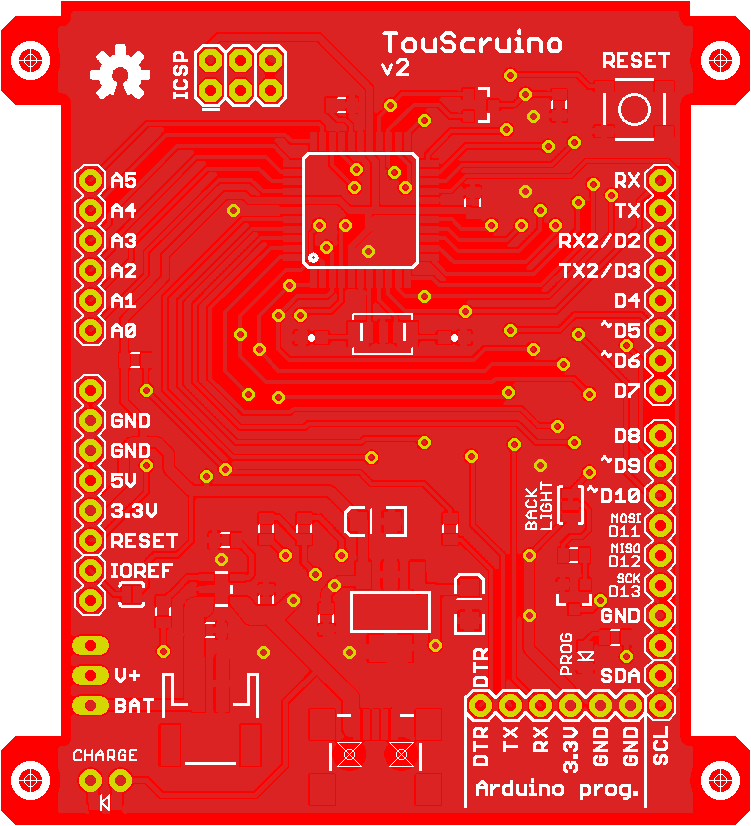 TouScruino
v2
ICSP
RESET
A5
A4
A3
A2
A1
A0
GND
GND
5V
3.3V
RESET
IOREF
V+
BAT
CHARGE
RX
TX
RX2/D2
TX2/D3
D4
~D5
~D6
D7
D8
~D9
~D10
BACK
LIGHT
MOSI
D11
MISO
D12
SCK
D13
GND
PROG
SDA
SCL
DTR
DTR
TX
RX
3.3V
GND
GND
Arduino prog.